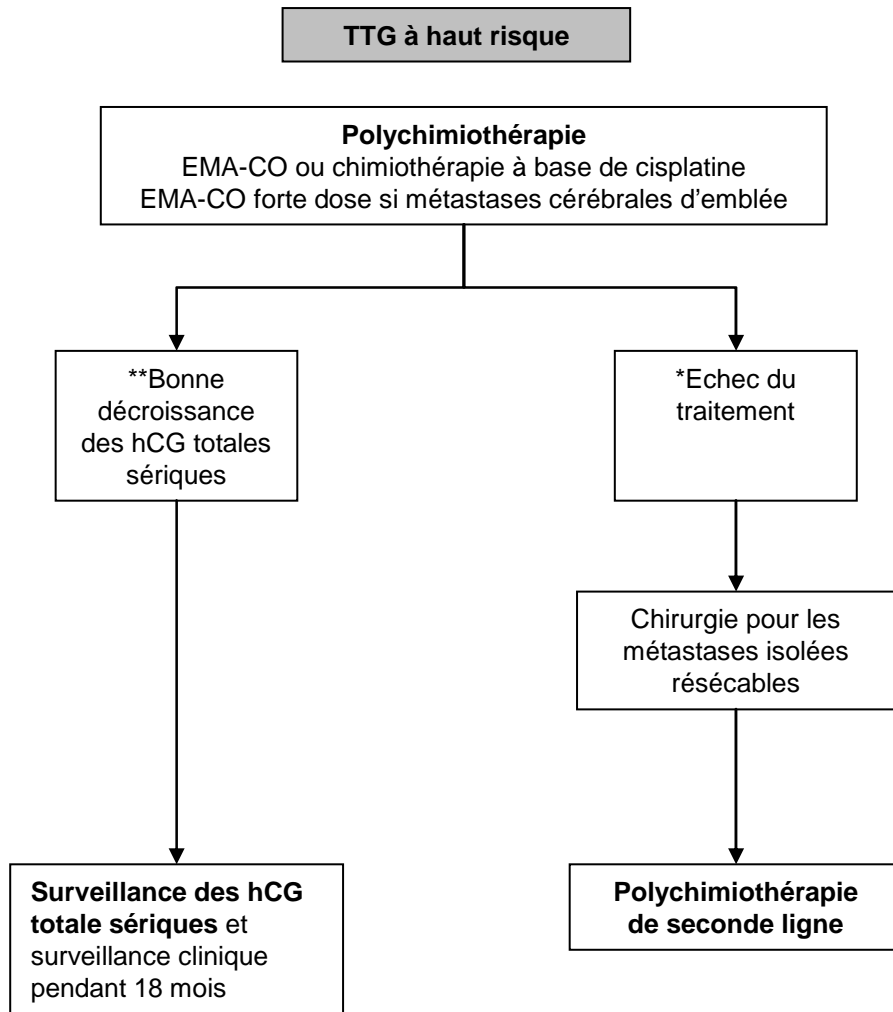 TTG à haut risque
Polychimiothérapie
EMA-CO ou chimiothérapie à base de cisplatine
EMA-CO forte dose si métastases cérébrales d’emblée
**Bonne
décroissance
des hCG totales
sériques
*Echec du
traitement
Chirurgie pour les
métastases isolées
résécables
Surveillance des hCG
totale sériques et
surveillance clinique
pendant 18 mois
Polychimiothérapie
de seconde ligne